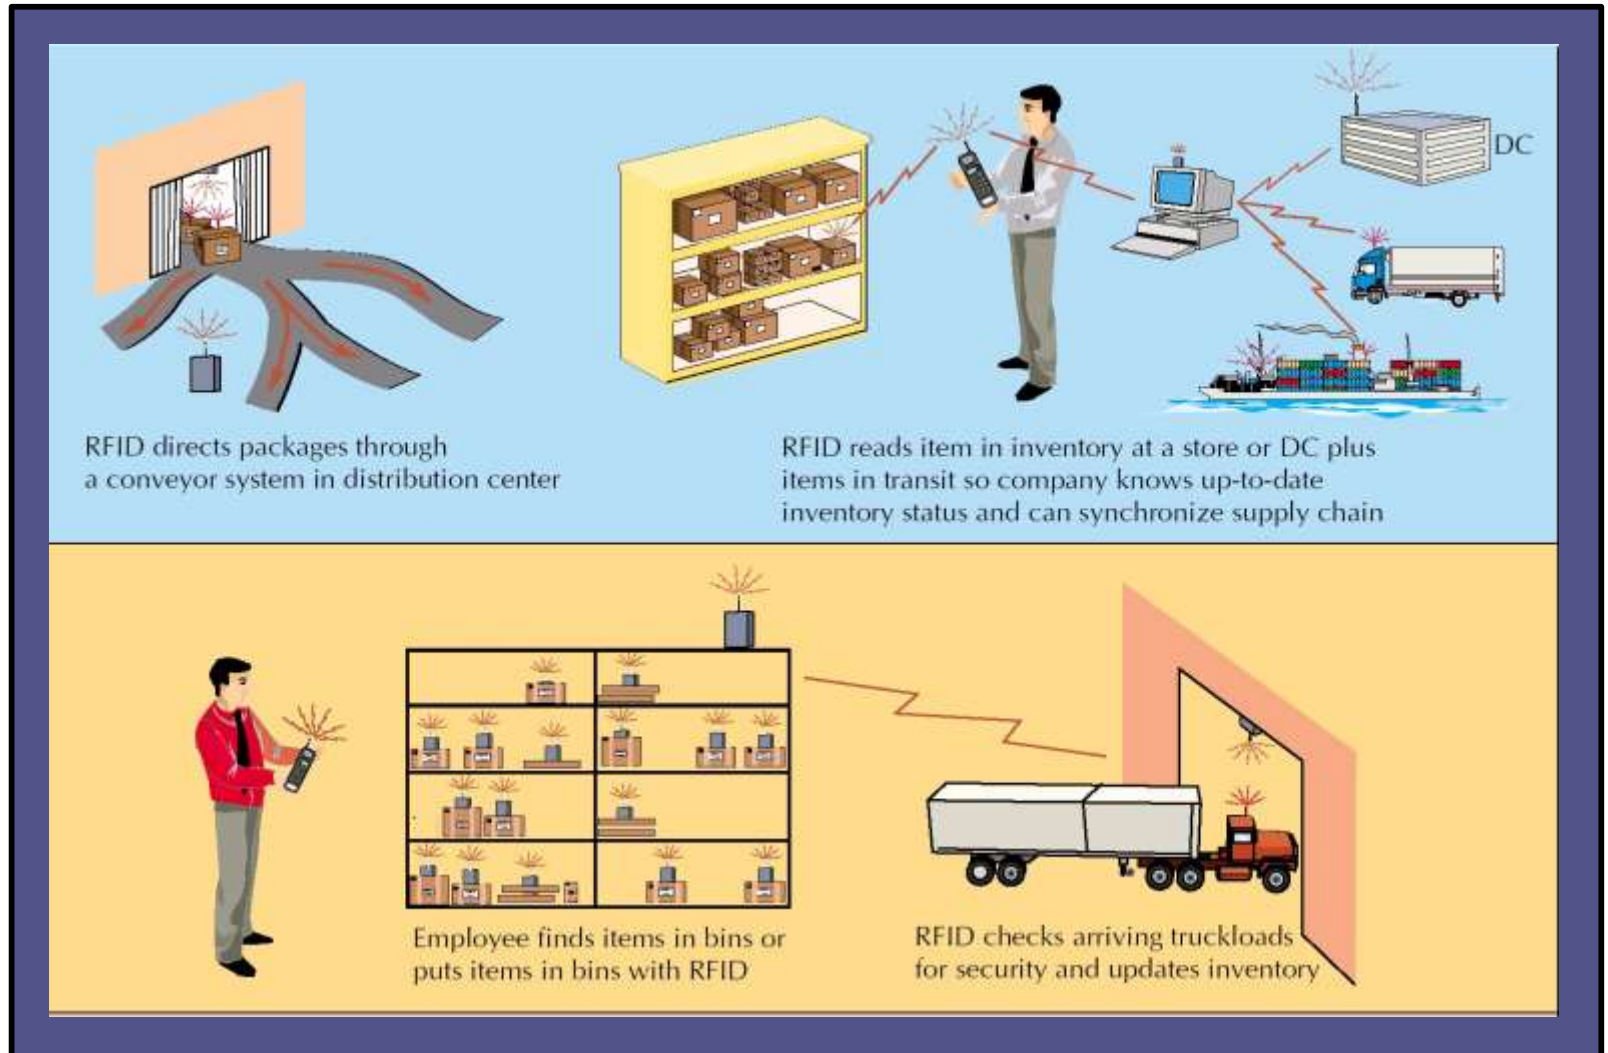 DC
RFID directs packages through
a conveyor system in distribution center
RFID reads item in inventory at a store or DC plus
items in transit so company knows up-to-date
inventory status and can synchronize supply chain
Employee finds items in bins or
puts items in bins with RFID
RFID checks arriving truckloads
for security and updates inventory